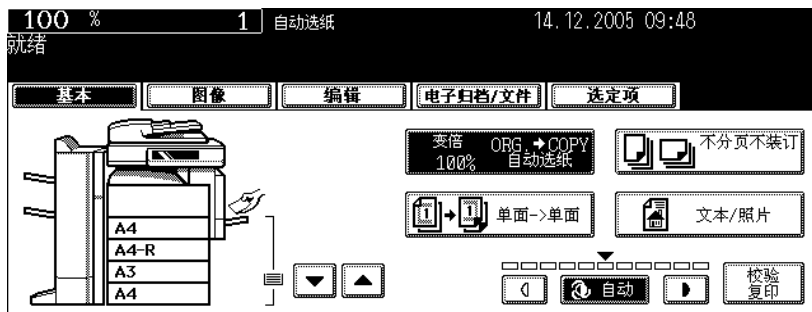 100 % 1 自动选纸 14.12.2005 09:48
就绪
基本 图像 编辑 电子归档/文件 选定项
变倍 ORG.→COPY
100% 自动选纸
不分页不装订
1→1 单面->单面
文本/照片
A4
A4-R
A3
A4
自动
校验
复印